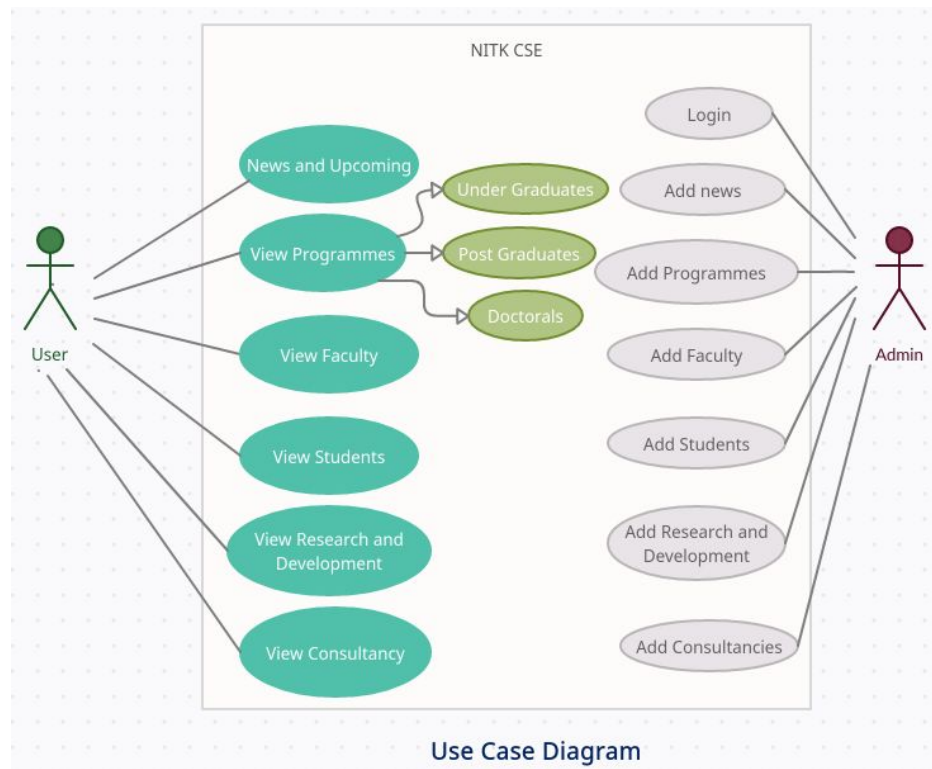 NITK CSE
News and Upcoming
View Programmes
View Faculty
View Students
View Research and
Development
View Consultancy
Under Graduates
Post Graduates
Doctorals
Login
Add news
Add Programmes
Add Faculty
Add Students
Add Research and
Development
Add Consultancies
User
Admin
Use Case Diagram